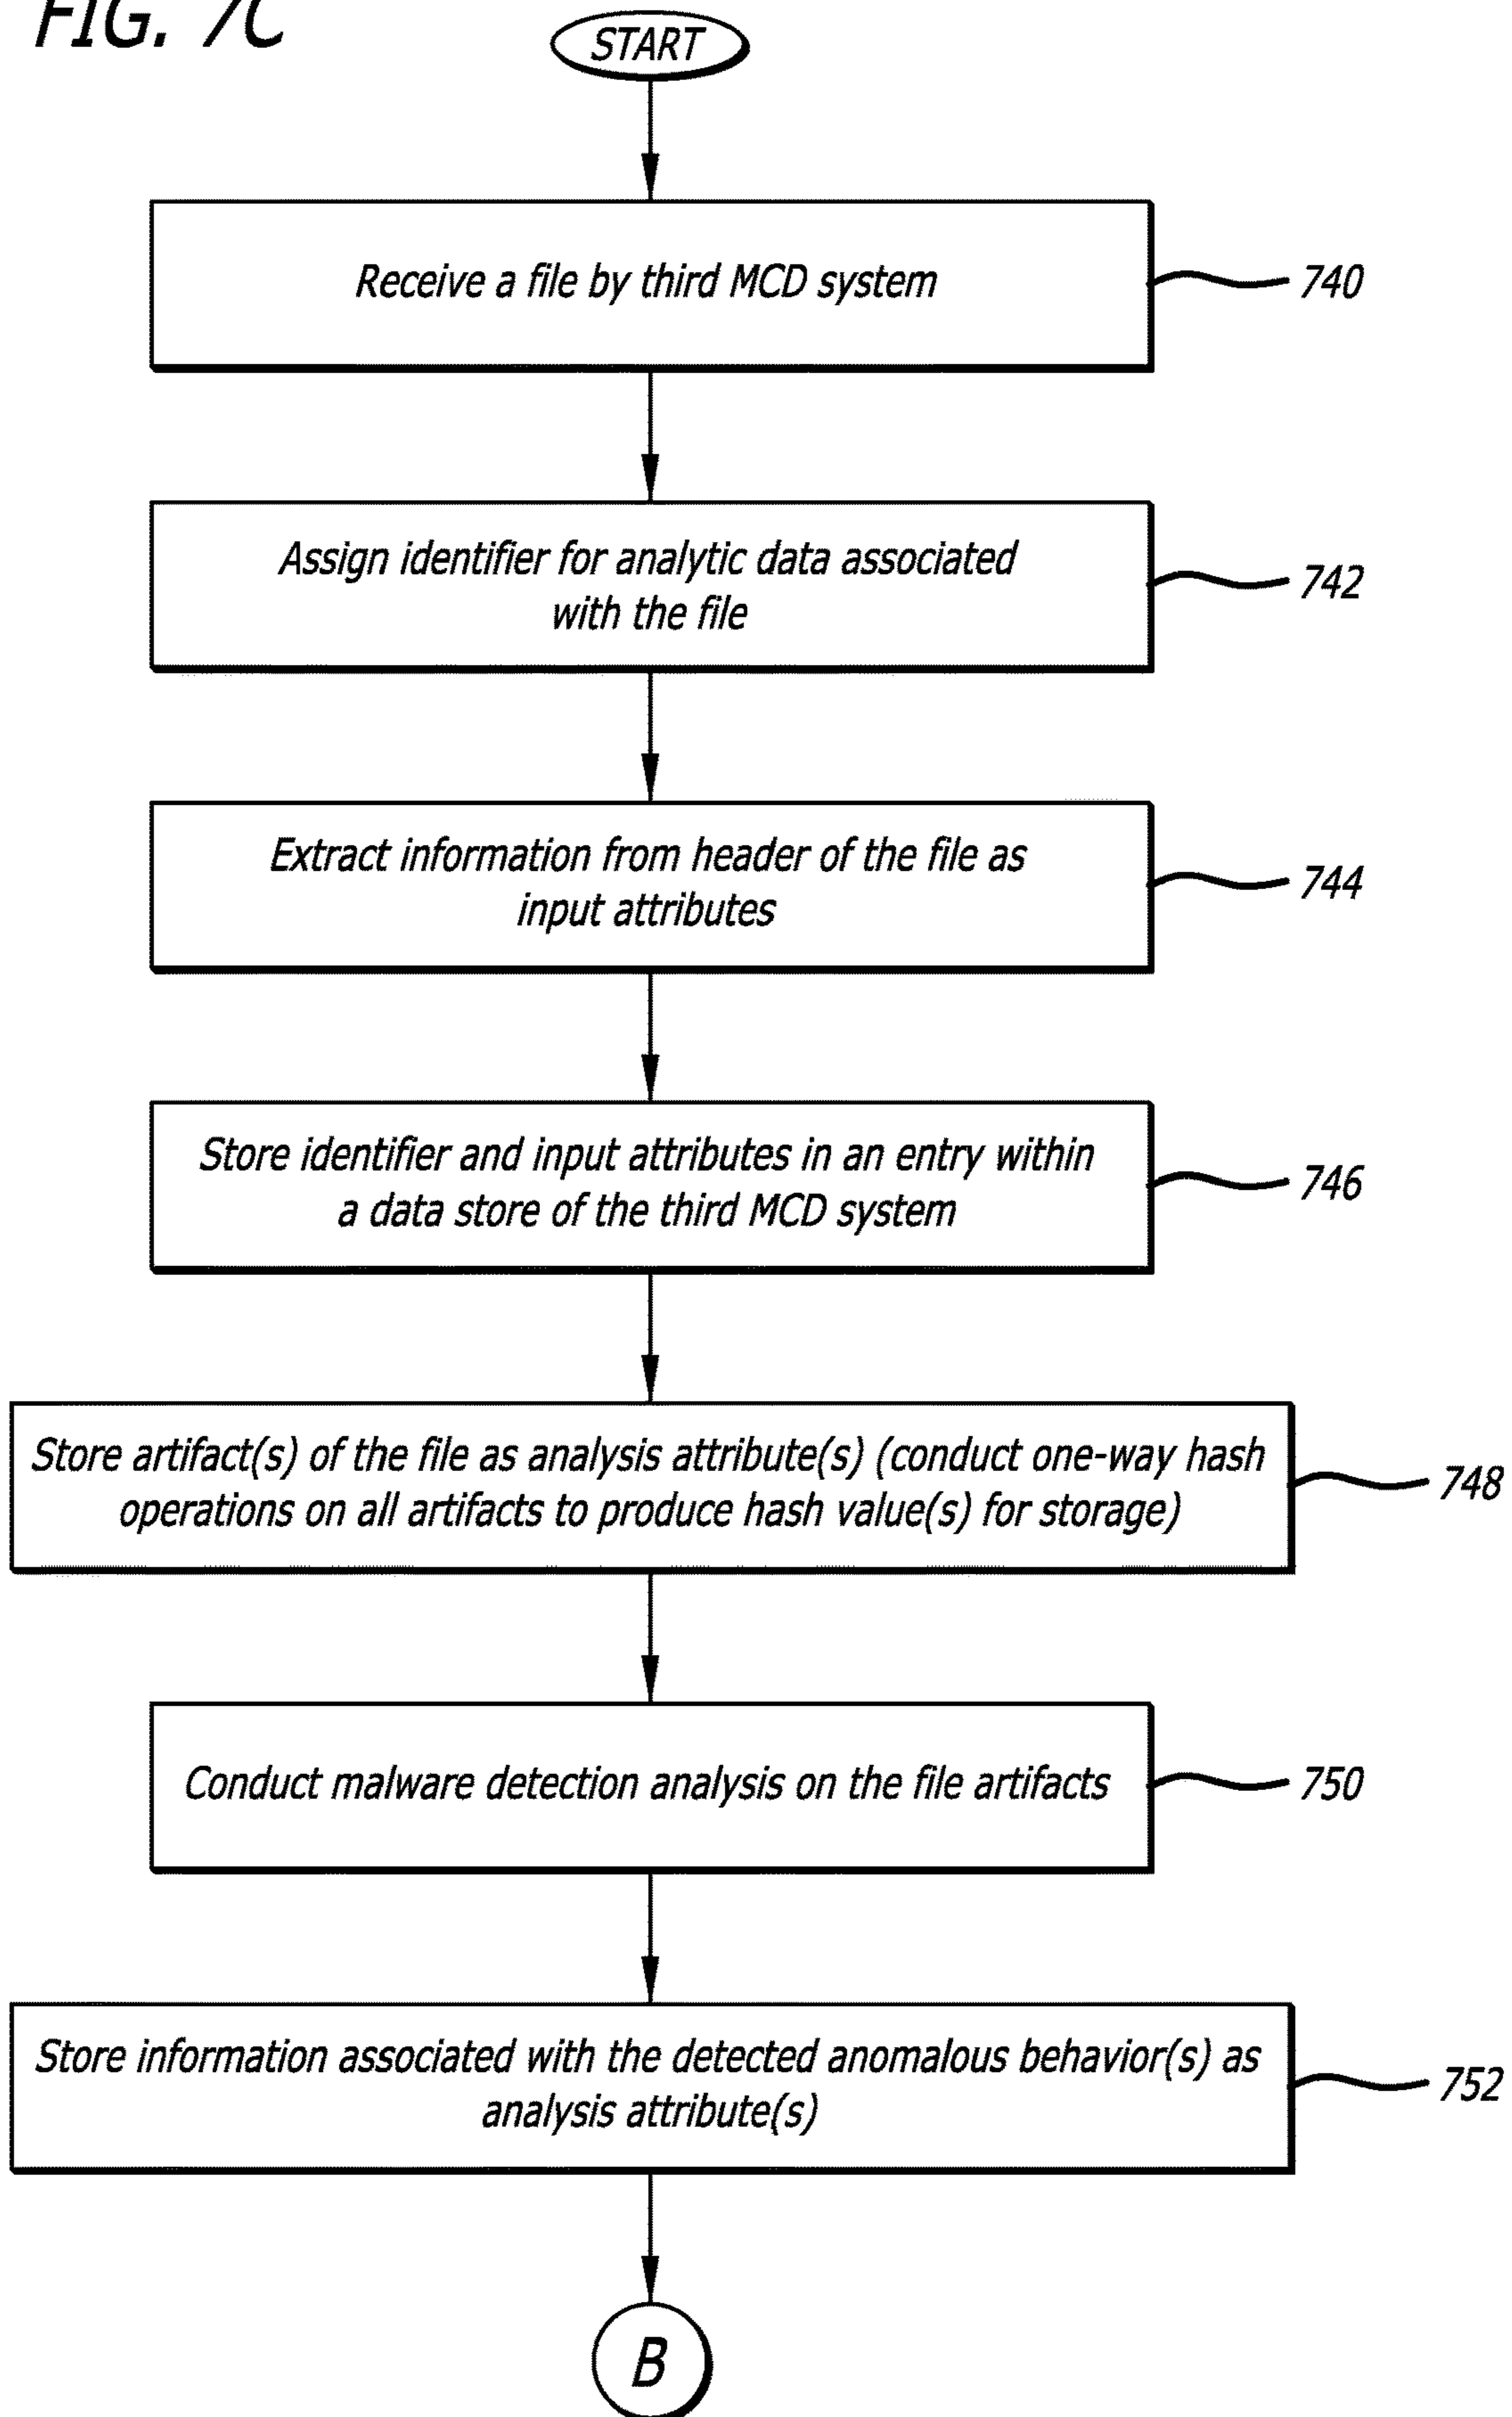 FIG. 7C
START
Receive a file by third MCD system
740
Assign identifier for analytic data associated
with the file
742
Extract information from header of the file as
input attributes
744
Store identifier and input attributes in an entry within
a data store of the third MCD system
746
Store artifact(s) of the file as analysis attribute(s) (conduct one-way hash
operations on all artifacts to produce hash value(s) for storage)
748
Conduct malware detection analysis on the file artifacts
750
Store information associated with the detected anomalous behavior(s) as
analysis attribute(s)
752
B